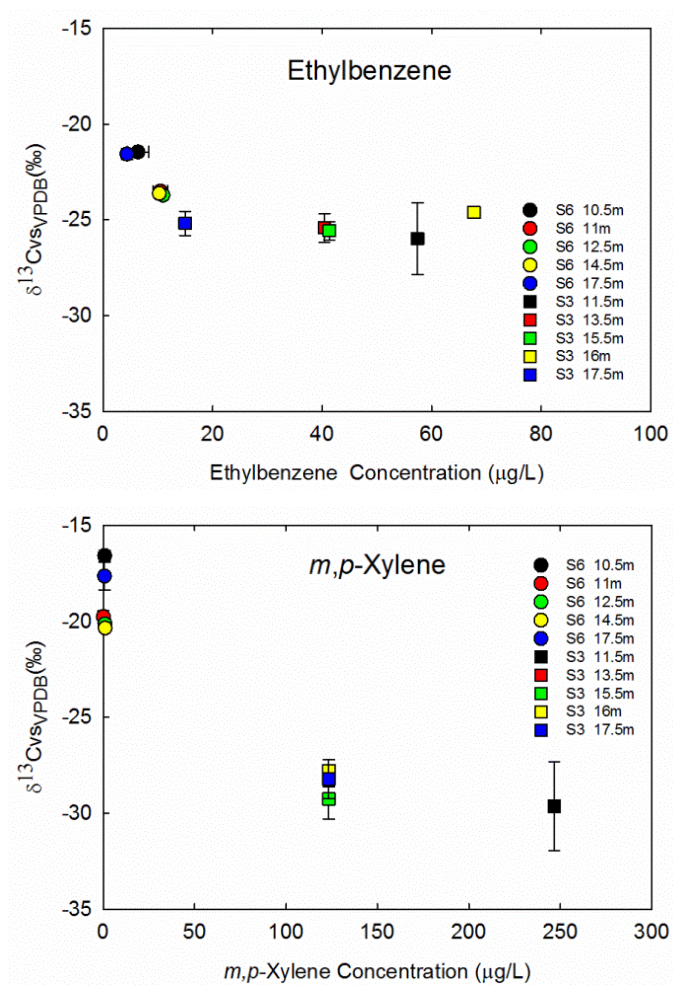 Ethylbenzene
δ13CvsVPDB(‰)
-15
-20
-25
-30
-35
S6 10.5m
S6 11m
S6 12.5m
S6 14.5m
S6 17.5m
S3 11.5m
S3 13.5m
S3 15.5m
S3 16m
S3 17.5m
0 20 40 60 80 100
Ethylbenzene Concentration (μg/L)
m,p-Xylene
δ13CvsVPDB(‰)
-15
-20
-25
-30
-35
S6 10.5m
S6 11m
S6 12.5m
S6 14.5m
S6 17.5m
S3 11.5m
S3 13.5m
S3 15.5m
S3 16m
S3 17.5m
0 50 100 150 200 250 300
m,p-Xylene Concentration (μg/L)